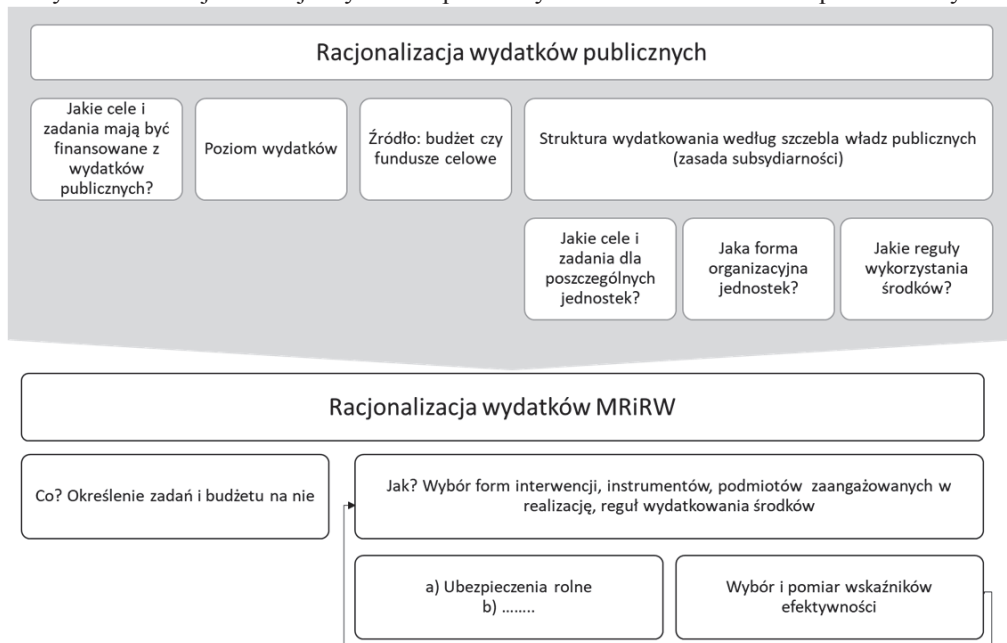 Racjonalizacja wydatków publicznych
Jakie cele i
zadania mają być
finansowane z
wydatków
publicznych?
Poziom wydatków
Źródło: budżet czy
fundusze celowe
Struktura wydatkowania według szczebla władz publicznych
(zasada subsydiarności)
Jakie cele i
zadania dla
poszczególnych
jednostek?
Jaka forma
organizacyjna
jednostek?
Jakie reguły
wykorzystania
środków?
Racjonalizacja wydatków MRiRW
Co? Określenie zadań i budżetu na nie
Jak? Wybór form interwencji, instrumentów, podmiotów zaangażowanych w
realizację, reguł wydatkowania środków
a) Ubezpieczenia rolne
b) ........
Wybór i pomiar wskaźników
efektywności